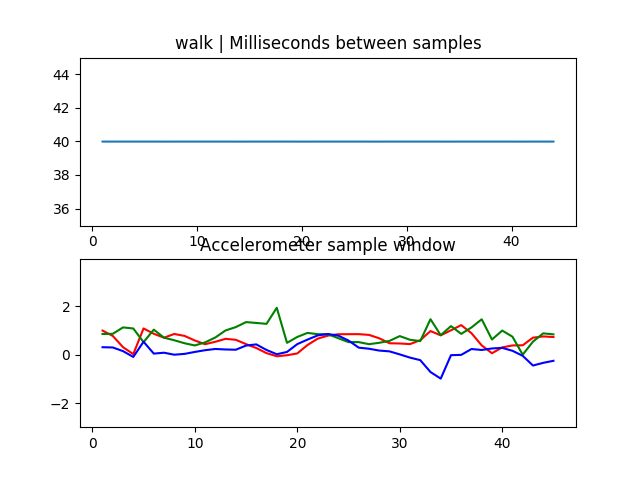 walk | Milliseconds between samples
44
42
40
38
36
0 10 20 30 40
Accelerometer sample window
2
0
−2
0 10 20 30 40